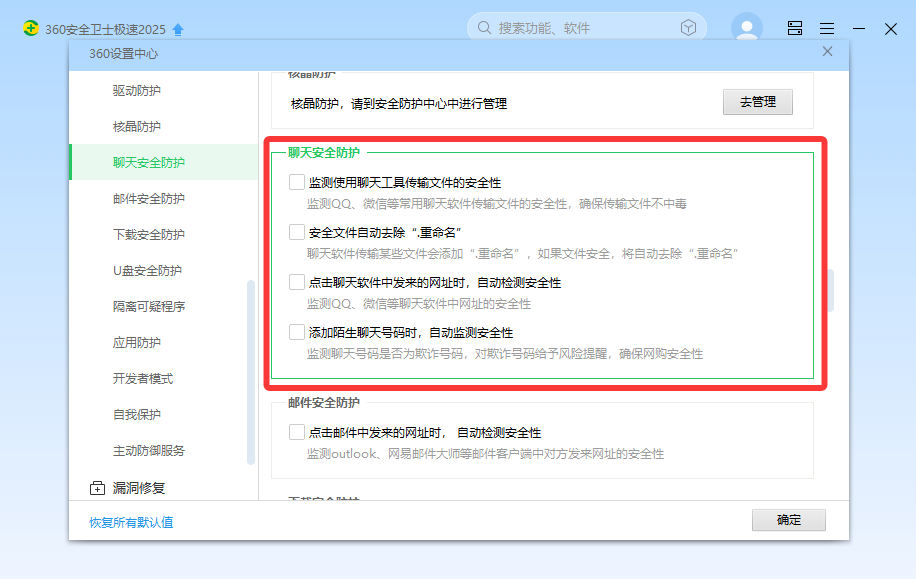 360安全卫士极速2025
搜索功能、软件
360设置中心
驱动防护
核晶防护
聊天安全防护
邮件安全防护
下载安全防护
U盘安全防护
隔离可疑程序
应用防护
开发者模式
自我保护
主动防御服务
漏洞修复
恢复所有默认值
核晶防护
核晶防护，请到安全防护中心中进行管理
去管理
聊天安全防护
监测使用聊天工具传输文件的安全性
监测QQ、微信等常用聊天软件传输文件的安全性，确保传输文件不中毒
安全文件自动去除“.重命名”
聊天软件传输某些文件会添加“.重命名”，如果文件安全，将自动去除“.重命名”
点击聊天软件中发来的网址时，自动检测安全性
监测QQ、微信等聊天软件中网址的安全性
添加陌生聊天号码时，自动监测安全性
监测聊天号码是否为欺诈号码，对欺诈号码给予风险提醒，确保网购安全性
邮件安全防护
点击邮件中发来的网址时， 自动检测安全性
监测outlook、网易邮件大师等邮件客户端中对方发来网址的安全性
下载安全防护
确定